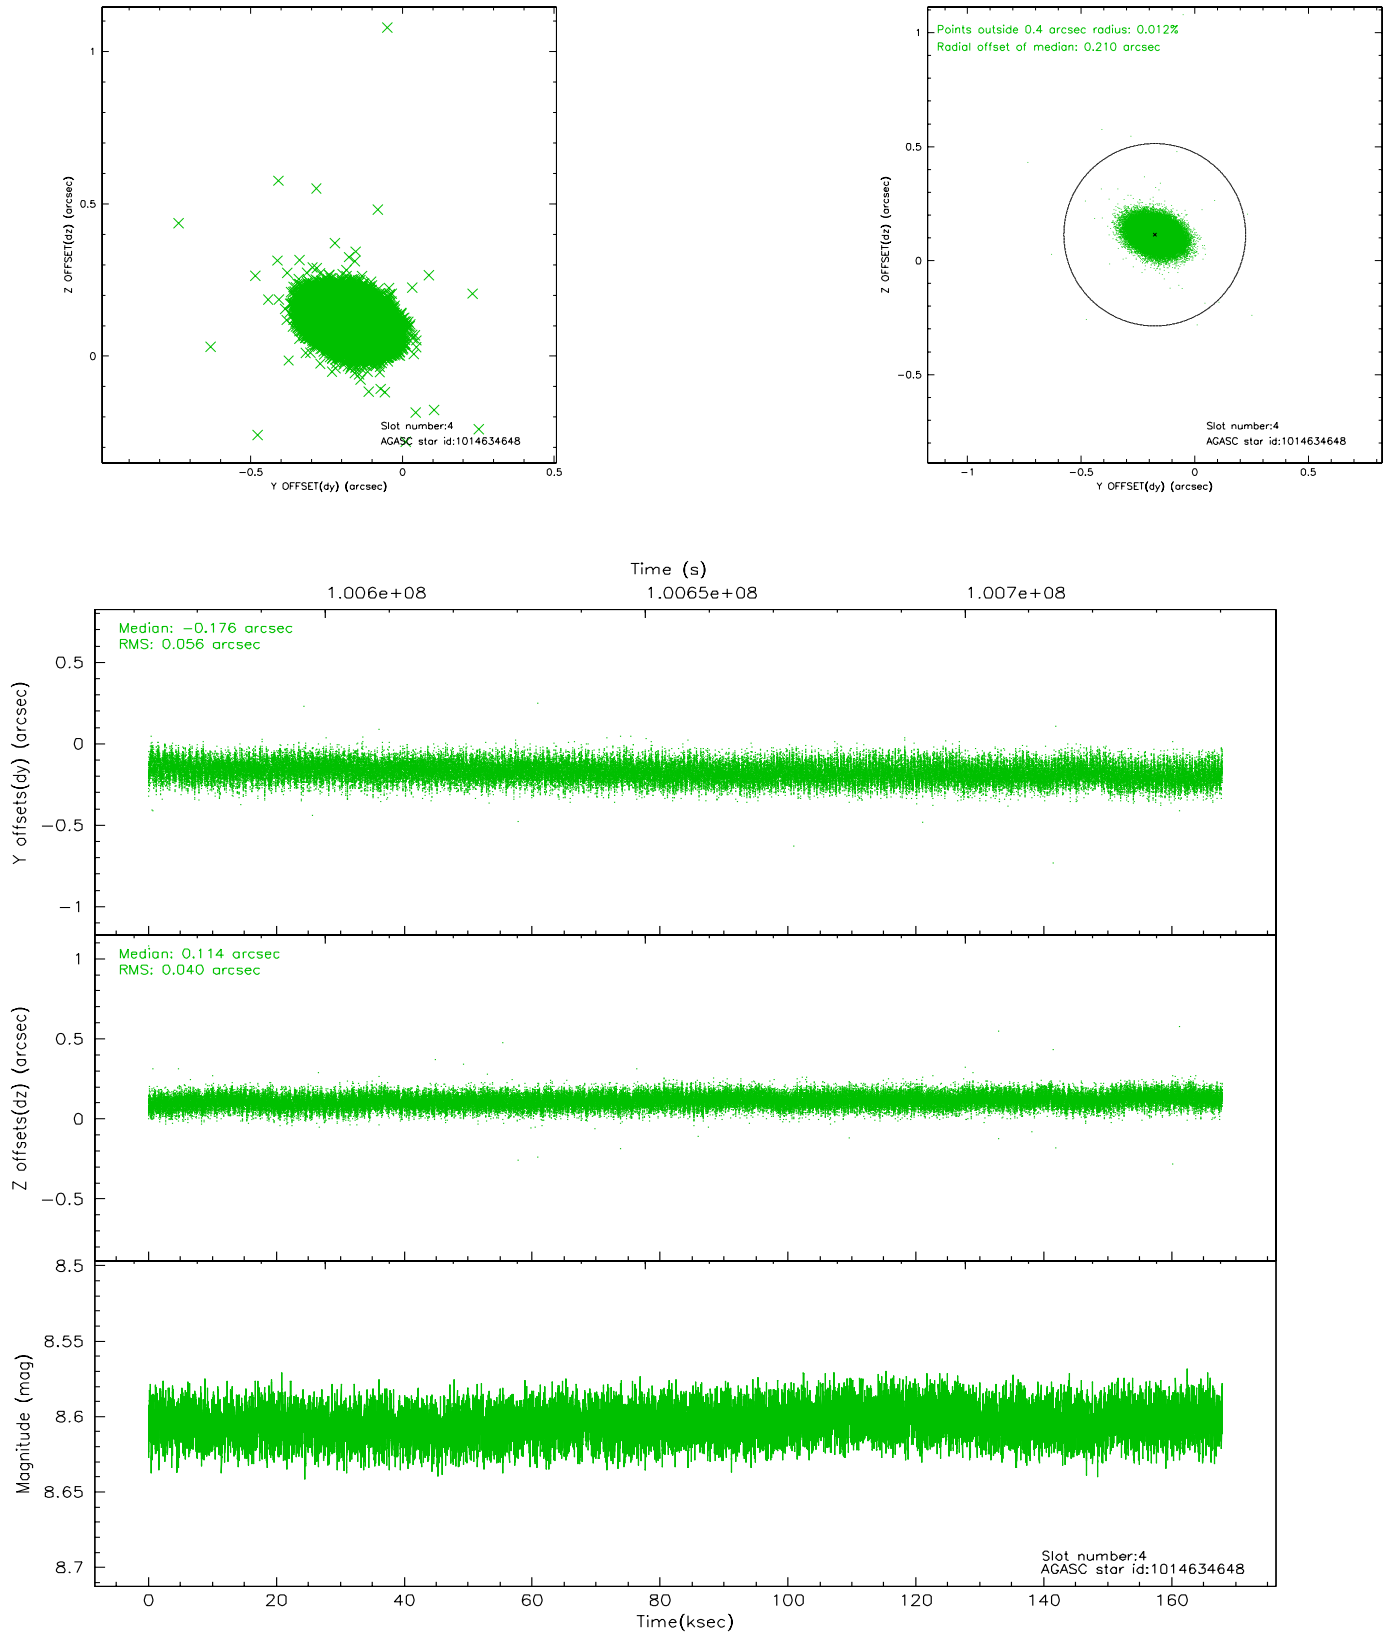 1
0.5
0
Z OFFSET(dz) (arcsec)
Slot number:4
AGASC star id:1014634648
−0.5
0
0.5
Y OFFSET(dy) (arcsec)
Points outside 0.4 arcsec radius: 0.012%
Radial offset of median: 0.210 arcsec
1
0.5
0
−0.5
Z OFFSET(dz) (arcsec)
Slot number:4
AGASC star id:1014634648
−1
−0.5
0
0.5
Y OFFSET(dy) (arcsec)
Time (s)
1.006e+08
1.0065e+08
1.007e+08
Median: −0.176 arcsec
RMS: 0.056 arcsec
0.5
0
−0.5
−1
Y offsets(dy) (arcsec)
Median: 0.114 arcsec
RMS: 0.040 arcsec
1
0.5
0
−0.5
Z offsets(dz) (arcsec)
8.5
8.55
8.6
8.65
8.7
Magnitude (mag)
Slot number:4
AGASC star id:1014634648
0
20
40
60
80
100
120
140
160
Time(ksec)